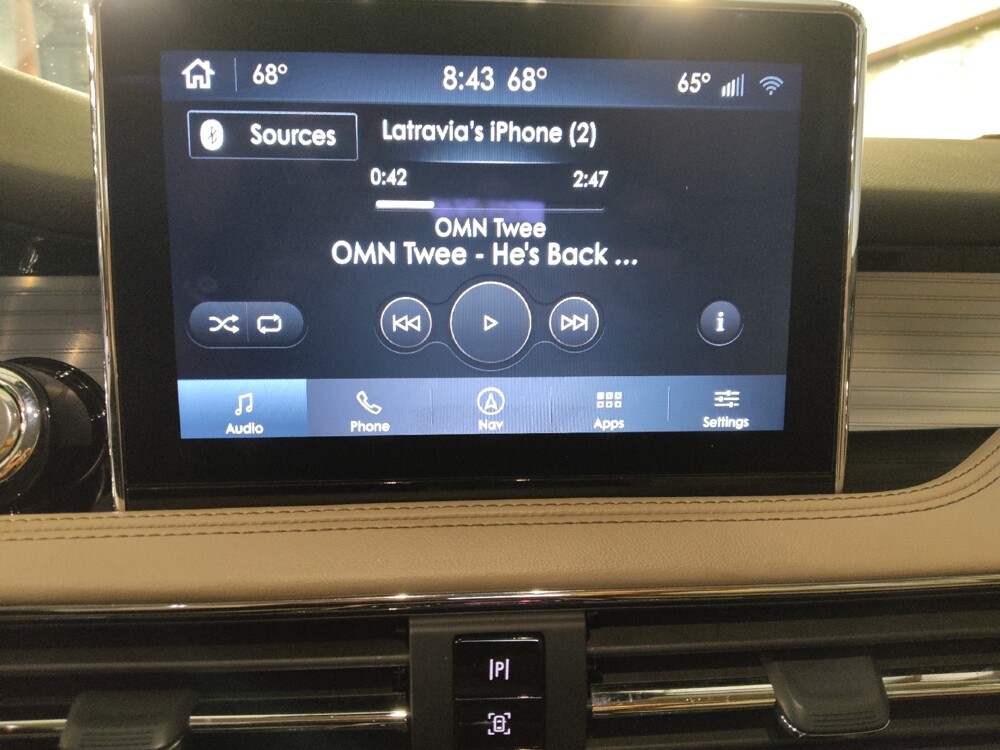 68° 8:43 68° 65°
Sources Latravia's iPhone (2)
0:42 2:47
OMN Twee
OMN Twee - He's Back ...
i
Audio Phone Nav Apps Settings
|P|